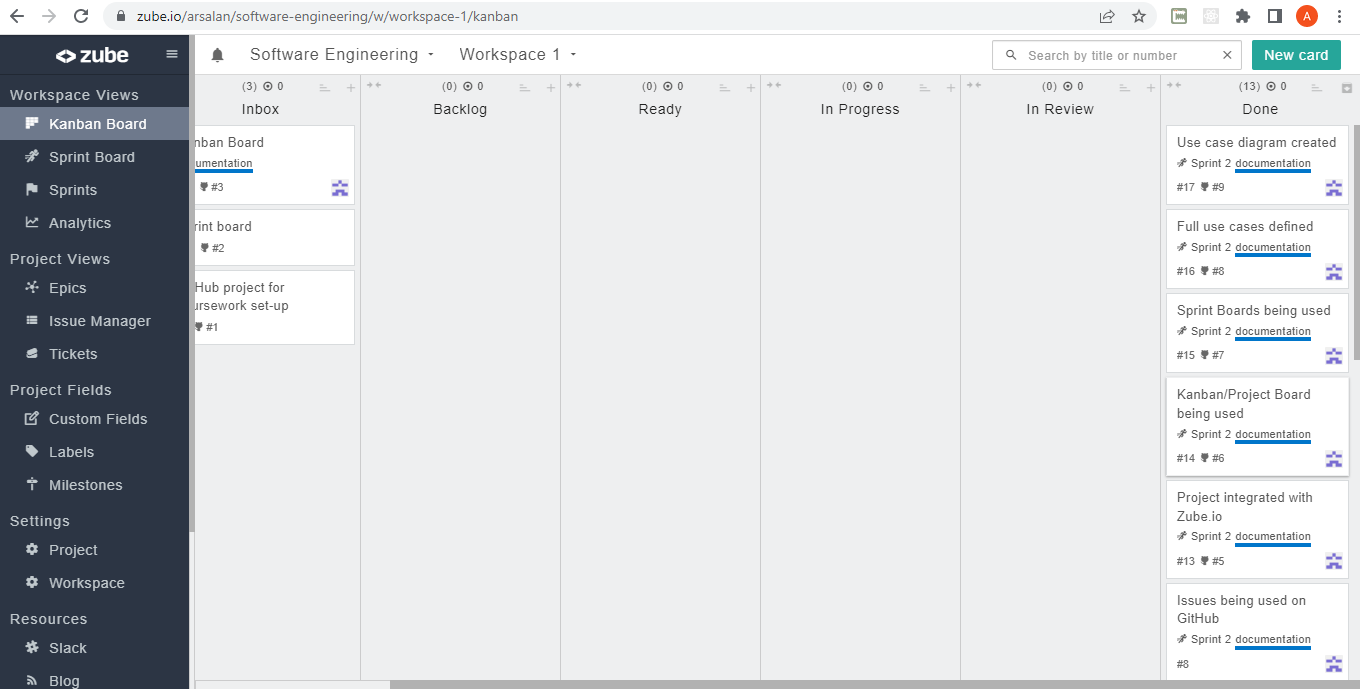 zube.io/arsalan/software-engineering/w/workspace-1/kanban
A
zube
Software Engineering
Workspace 1
Search by title or number
New card
Workspace Views
Kanban Board
Sprint Board
Sprints
Analytics
Project Views
Epics
Issue Manager
Tickets
Project Fields
Custom Fields
Labels
Milestones
Settings
Project
Workspace
Resources
Slack
Blog
(3) 0
Inbox
nban Board
umentation
#3
rint board
#2
Hub project for
ursework set-up
#1
(0) 0
Backlog
(0) 0
Ready
(0) 0
In Progress
(0) 0
In Review
(13) 0
Done
Use case diagram created
Sprint 2 documentation
#17 #9
Full use cases defined
Sprint 2 documentation
#16 #8
Sprint Boards being used
Sprint 2 documentation
#15 #7
Kanban/Project Board
being used
Sprint 2 documentation
#14 #6
Project integrated with
Zube.io
Sprint 2 documentation
#13 #5
Issues being used on
GitHub
Sprint 2 documentation
#8